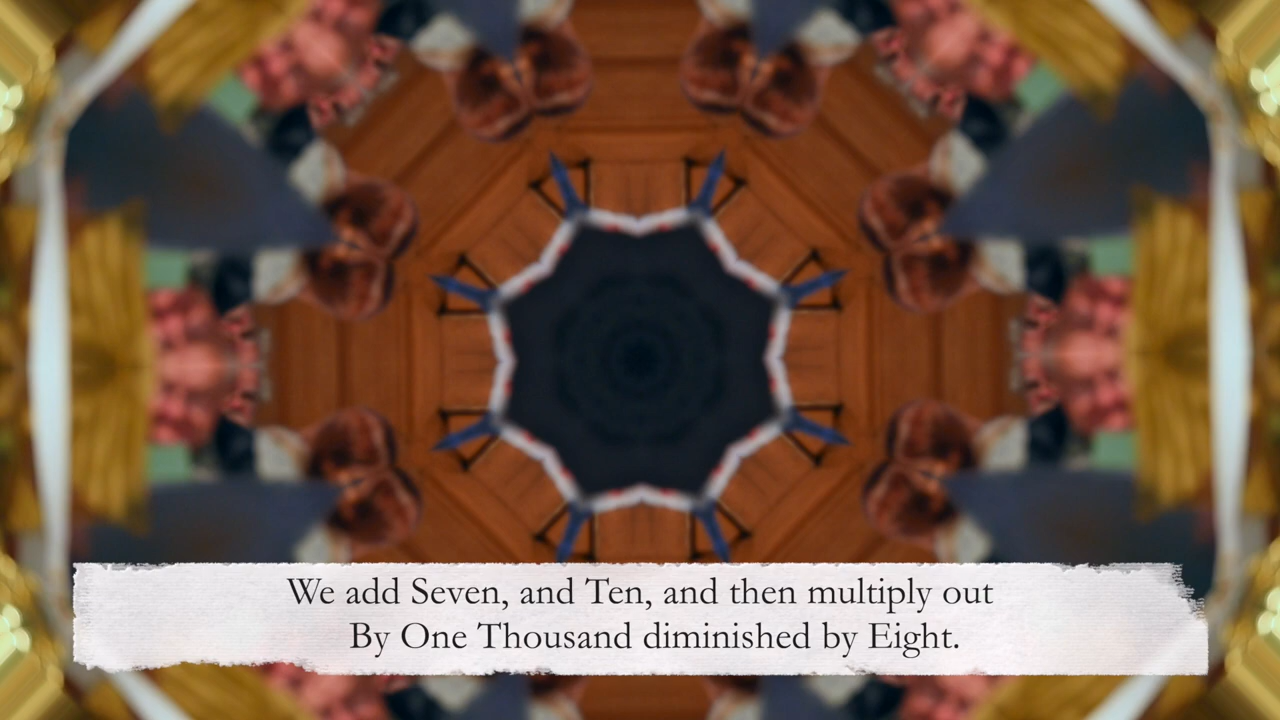 We add Seven, and Ten, and then multiply out
By One Thousand diminished by Eight.